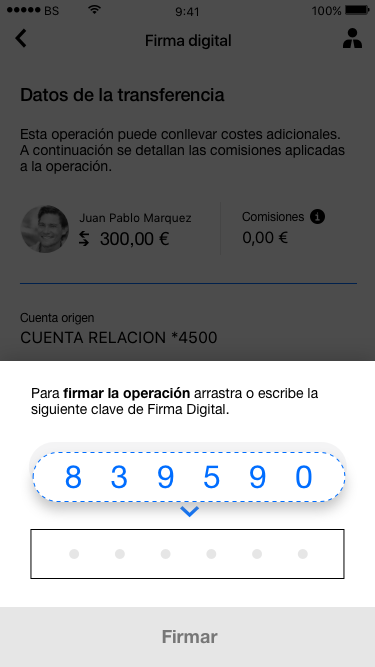 BS 9:41 100%
Firma digital
Datos de la transferencia
Esta operación puede conllevar costes adicionales.
A continuación se detallan las comisiones aplicadas
a la operación.
Juan Pablo Marquez
300,00 €
Comisiones i
0,00 €
Cuenta origen
CUENTA RELACION *4500
Para firmar la operación arrastra o escribe la
siguiente clave de Firma Digital.
8 3 9 5 9 0
Firmar